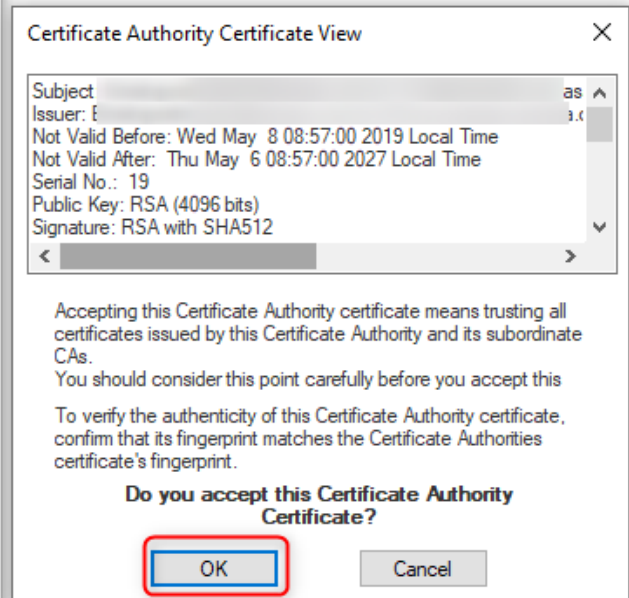 Certificate Authority Certificate View
Subject as
Issuer:
Not Valid Before: Wed May 8 08:57:00 2019 Local Time
Not Valid After: Thu May 6 08:57:00 2027 Local Time
Serial No.: 19
Public Key: RSA (4096 bits)
Signature: RSA with SHA512
Accepting this Certificate Authority certificate means trusting all
certificates issued by this Certificate Authority and its subordinate
CAs.
You should consider this point carefully before you accept this
To verify the authenticity of this Certificate Authority certificate,
confirm that its fingerprint matches the Certificate Authorities
certificate's fingerprint.
Do you accept this Certificate Authority
Certificate?
OK
Cancel